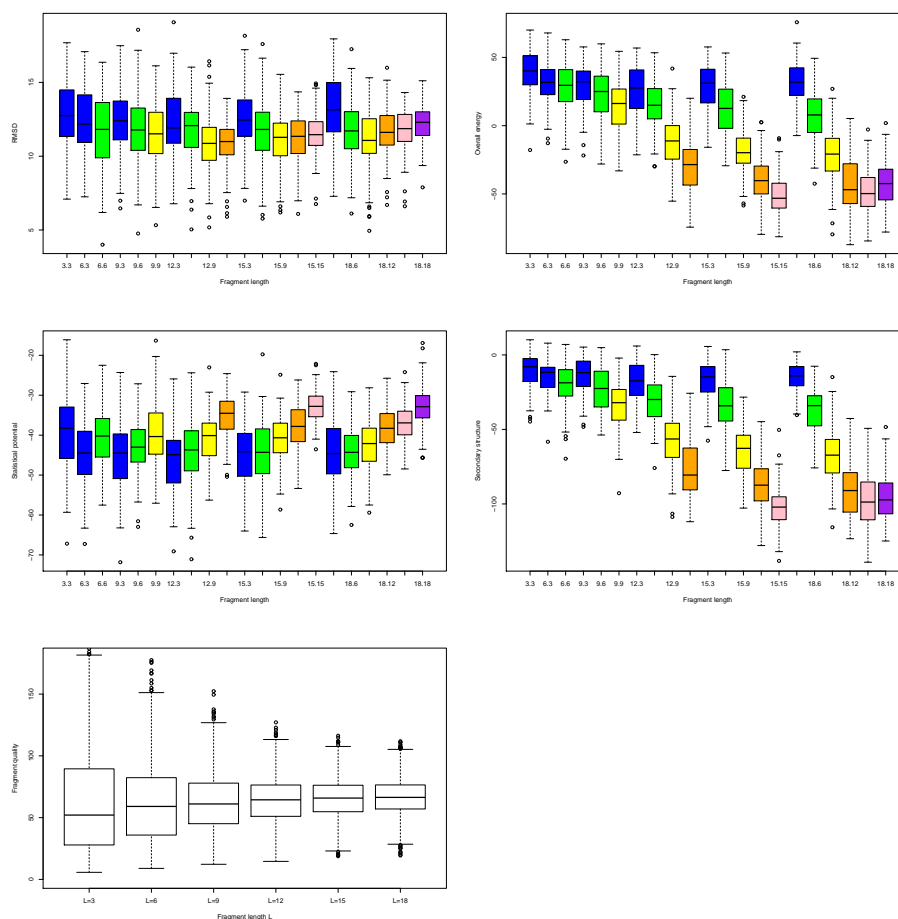 RMSD
5 10 15
3.3 6.3 6.6 9.3 9.6 9.9 12.3 12.9 15.3 15.9 15.15 18.6 18.12 18.18
Fragment length
Overall energy
−50 0 50
3.3 6.3 6.6 9.3 9.6 9.9 12.3 12.9 15.3 15.9 15.15 18.6 18.12 18.18
Fragment length
Statistical potential
−70 −60 −50 −40 −30 −20
3.3 6.3 6.6 9.3 9.6 9.9 12.3 12.9 15.3 15.9 15.15 18.6 18.12 18.18
Fragment length
Secondary structure
−100 −50 0
3.3 6.3 6.6 9.3 9.6 9.9 12.3 12.9 15.3 15.9 15.15 18.6 18.12 18.18
Fragment length
Fragment quality
0 50 100 150
L=3 L=6 L=9 L=12 L=15 L=18
Fragment length L